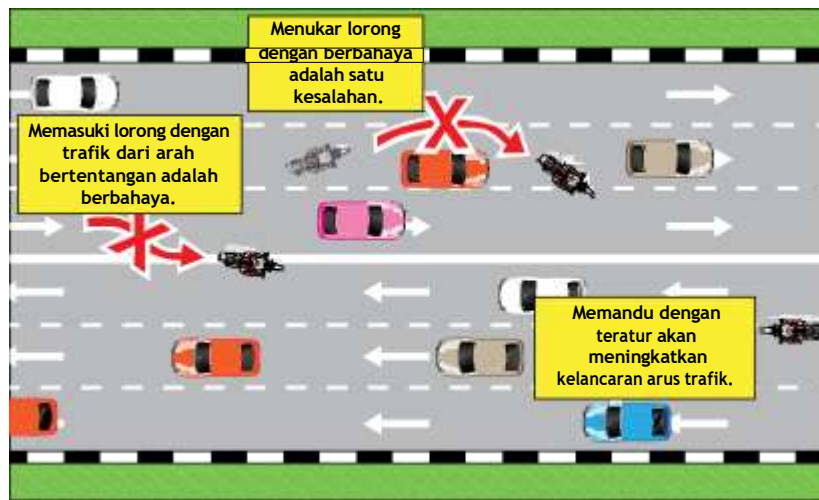 Menukar lorong
dengan berbahaya
adalah satu
kesalahan.
Memasuki lorong dengan
trafik dari arah
bertentangan adalah
berbahaya.
Memandu dengan
teratur akan
meningkatkan
kelancaran arus trafik.